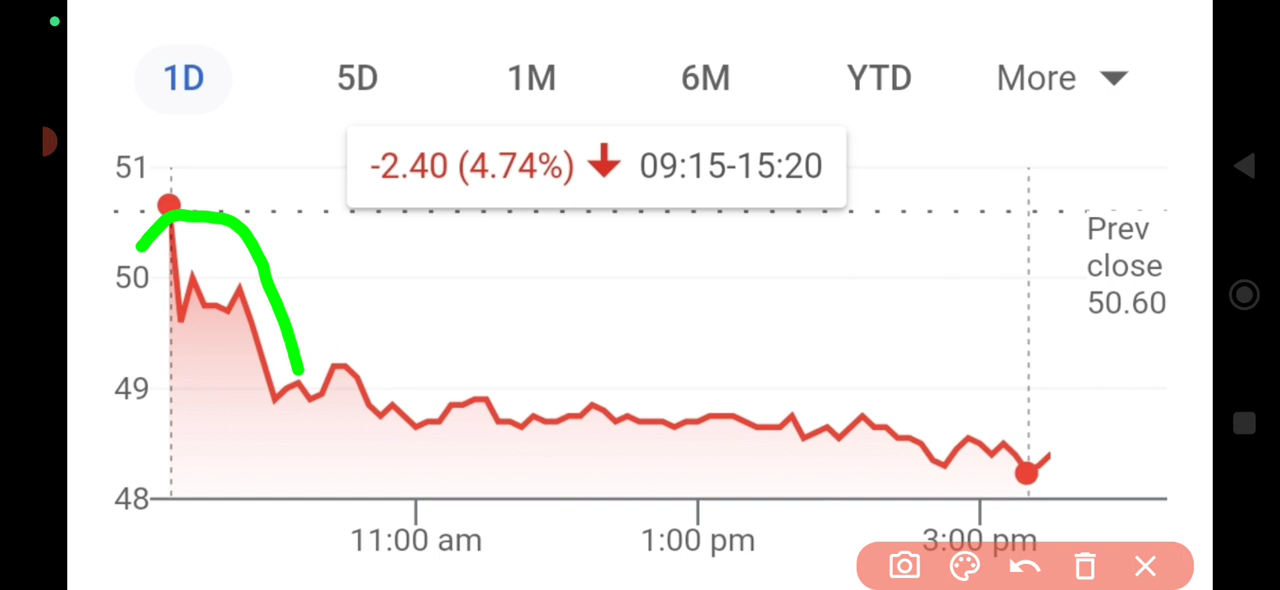 1D 5D 1M 6M YTD More
-2.40 (4.74%) 09:15-15:20
51
50
49
48
Prev
close
50.60
11:00 am 1:00 pm 3:00 pm